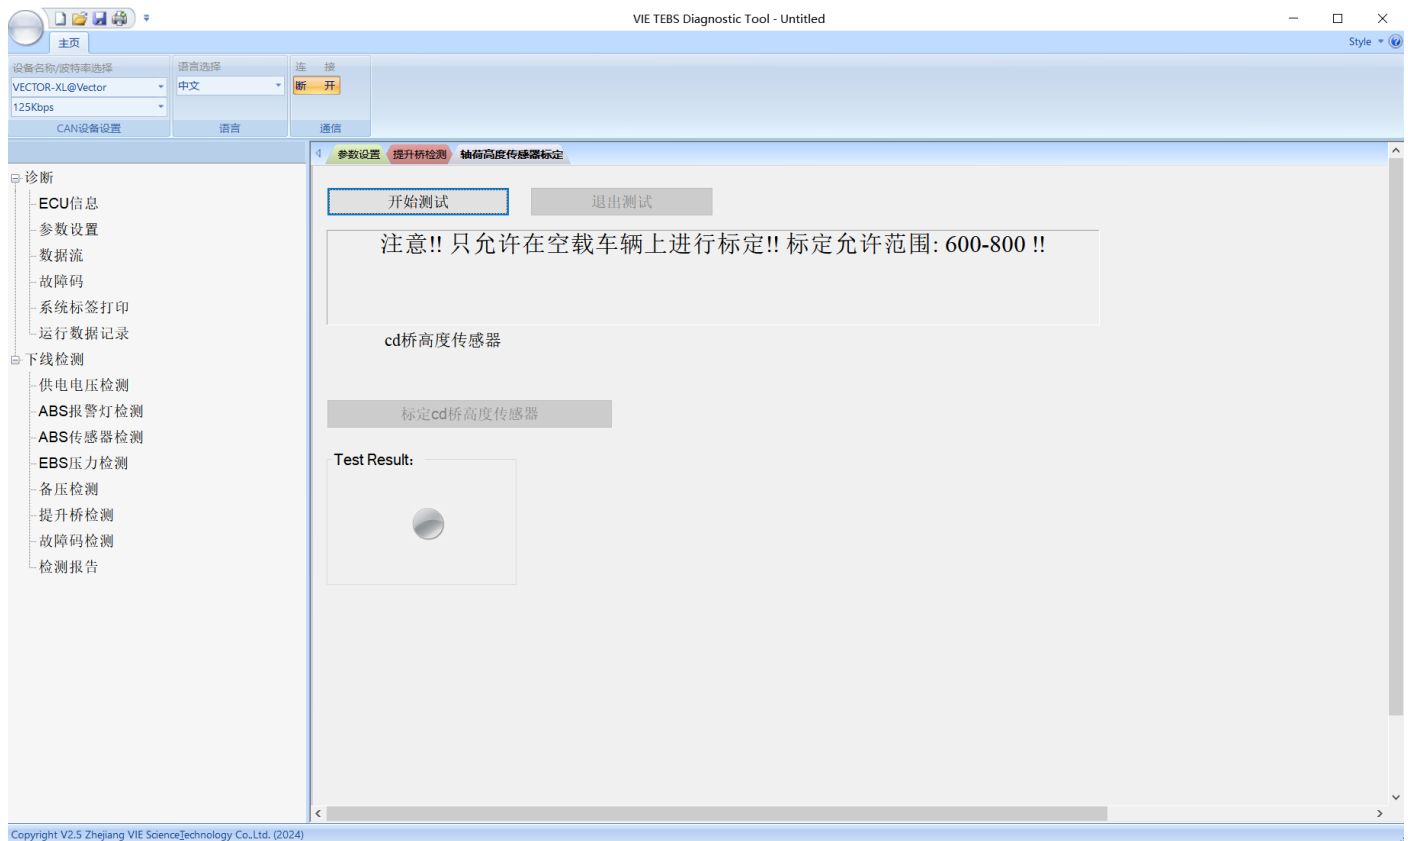 VIE TEBS Diagnostic Tool - Untitled
主页
Style
设备名称/波特率选择
VECTOR-XL@Vector
125Kbps
CAN设备设置
语言选择
中文
语言
连 接
断 开
通信
参数设置
提升桥检测
轴荷高度传感器标定
诊断
ECU信息
参数设置
数据流
故障码
系统标签打印
运行数据记录
下线检测
供电电压检测
ABS报警灯检测
ABS传感器检测
EBS压力检测
备压检测
提升桥检测
故障码检测
检测报告
开始测试
退出测试
注意!! 只允许在空载车辆上进行标定!! 标定允许范围: 600-800 !!
cd桥高度传感器
标定cd桥高度传感器
Test Result:
Copyright V2.5 Zhejiang VIE ScienceTechnology Co.,Ltd. (2024)